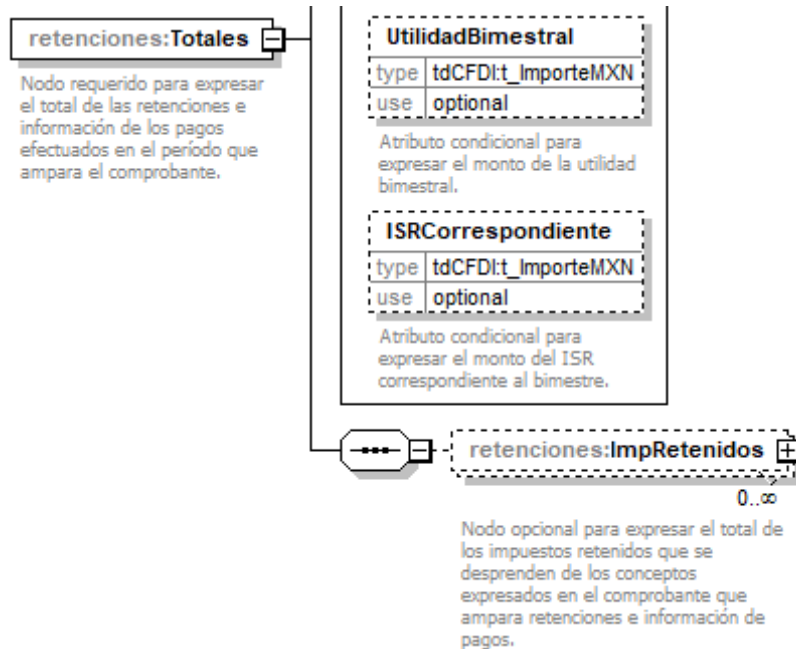 retenciones:Totales
Nodo requerido para expresar
el total de las retenciones e
información de los pagos
efectuados en el período que
ampara el comprobante.
UtilidadBimestral
type tdCFDI:t_ImporteMXN
use optional
Atributo condicional para
expresar el monto de la utilidad
bimestral.
ISRCorrespondiente
type tdCFDI:t_ImporteMXN
use optional
Atributo condicional para
expresar el monto del ISR
correspondiente al bimestre.
retenciones:ImpRetenidos
0..∞
Nodo opcional para expresar el total de
los impuestos retenidos que se
desprenden de los conceptos
expresados en el comprobante que
ampara retenciones e información de
pagos.